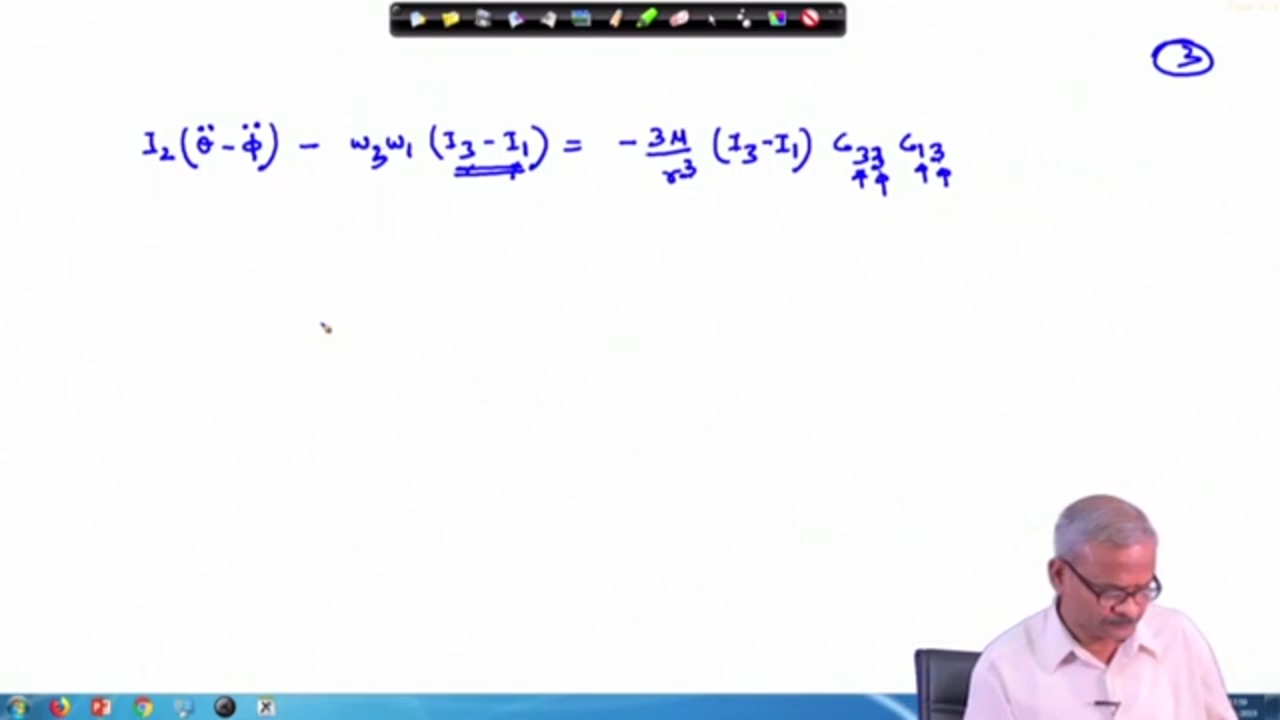 3
I₂(θ̈ - ϕ̈) - ω₃ω₁ (I₃ - I₁) = - 3μ/r³ (I₃ - I₁) C₃₃ C₁₃